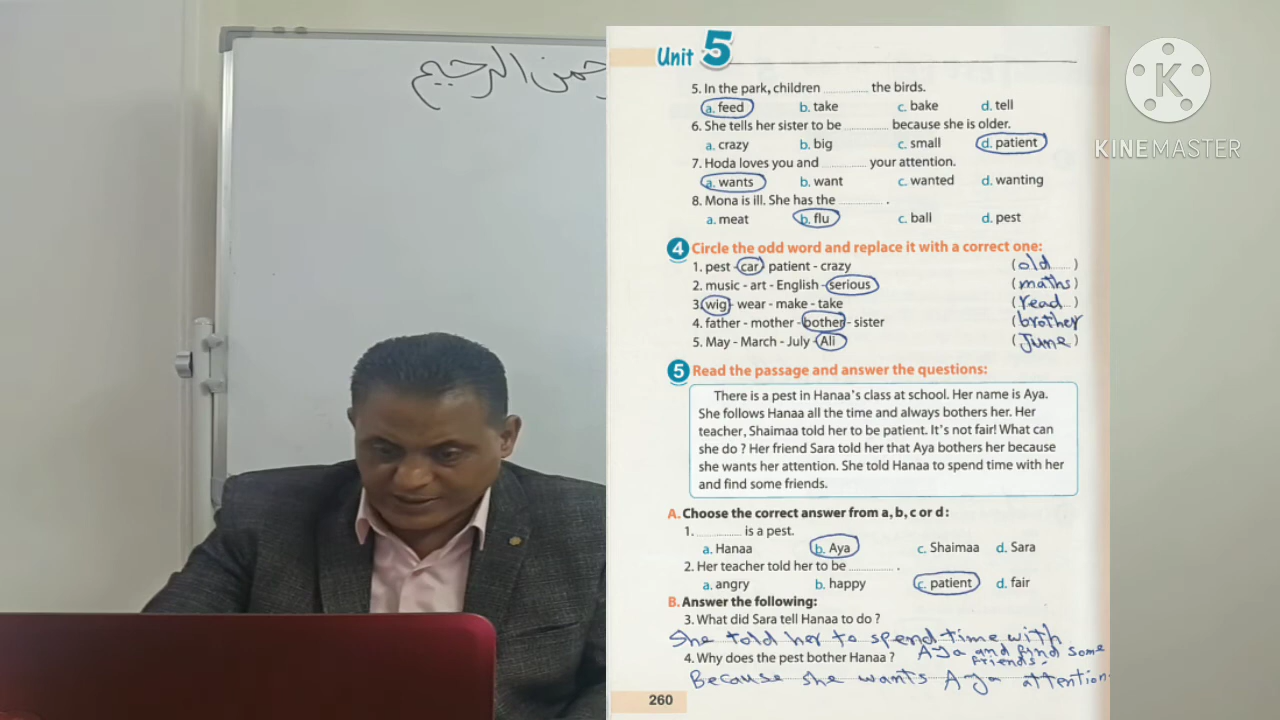 حمن الرحيم
Unit 5
5. In the park, children ............ the birds.
a. feed b. take c. bake d. tell
6. She tells her sister to be ............ because she is older.
a. crazy b. big c. small d. patient
7. Hoda loves you and ............ your attention.
a. wants b. want c. wanted d. wanting
8. Mona is ill. She has the ............ .
a. meat b. flu c. ball d. pest
4 Circle the odd word and replace it with a correct one:
1. pest - car - patient - crazy (old......)
2. music - art - English - serious (maths)
3. wig - wear - make - take (read...)
4. father - mother - bother - sister (brother
5. May - March - July - Ali (June)
5 Read the passage and answer the questions:
There is a pest in Hanaa's class at school. Her name is Aya.
She follows Hanaa all the time and always bothers her. Her
teacher, Shaimaa told her to be patient. It's not fair! What can
she do ? Her friend Sara told her that Aya bothers her because
she wants her attention. She told Hanaa to spend time with her
and find some friends.
A. Choose the correct answer from a, b, c or d :
1. ............ is a pest.
a. Hanaa b. Aya c. Shaimaa d. Sara
2. Her teacher told her to be ............ .
a. angry b. happy c. patient d. fair
B. Answer the following:
3. What did Sara tell Hanaa to do ?
She told her to spend time with
Aya and find some
friends.
4. Why does the pest bother Hanaa ?
Because she wants Aya attention.
260
K
KINEMASTER